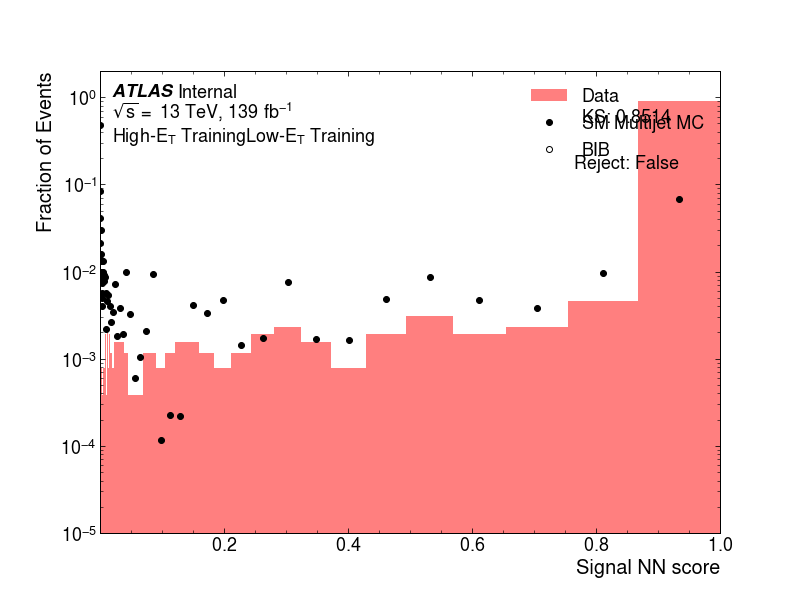 ATLAS Internal
√s = 13 TeV, 139 fb⁻¹
High-E_T TrainingLow-E_T Training
Data
KS: 0.8514
SM Multijet MC
BIB
Reject: False
Fraction of Events
10⁰
10⁻¹
10⁻²
10⁻³
10⁻⁴
10⁻⁵
0.2 0.4 0.6 0.8 1.0
Signal NN score